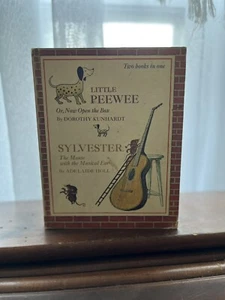 Two books in one
LITTLE
PEEWEE
Or, Now Open the Box
By DOROTHY KUNHARDT
SYLVESTER
The Mouse
with the Musical Ear
By ADELAIDE HOLL